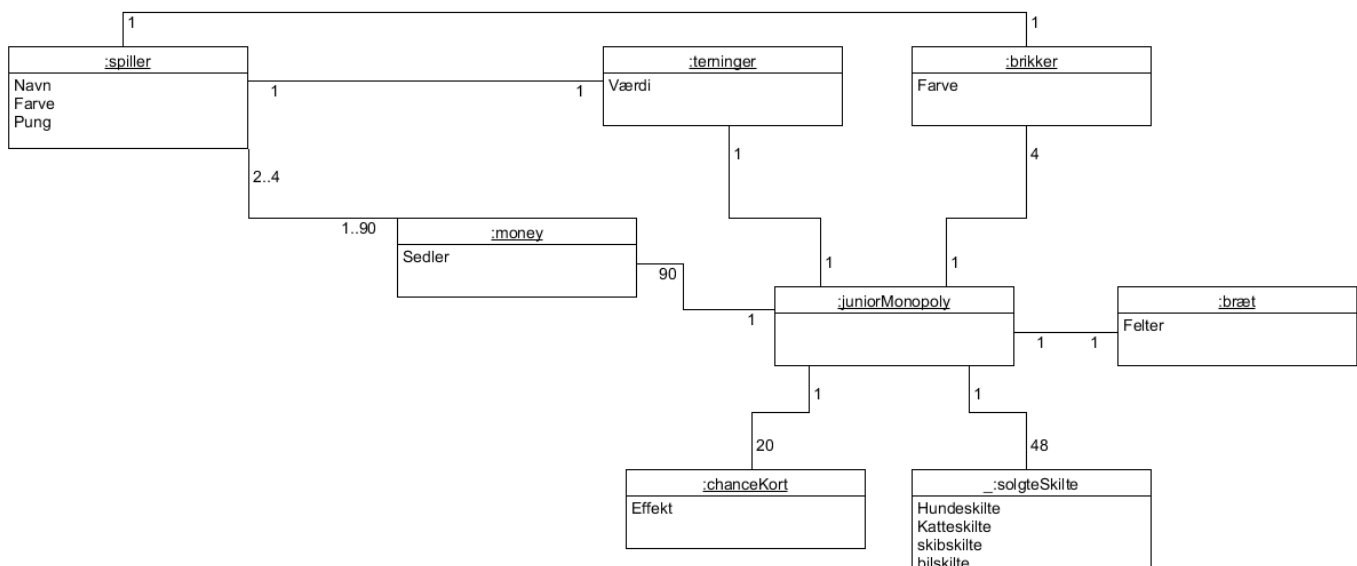 1
1
:spiller
Navn
Farve
Pung
:terninger
Værdi
:brikker
Farve
1
1
2..4
1
4
1..90
:money
Sedler
90
1
1
1
:juniorMonopoly
:bræt
Felter
1
1
1
1
20
48
:chanceKort
Effekt
_:solgteSkilte
Hundeskilte
Katteskilte
skibskilte
bilskilte